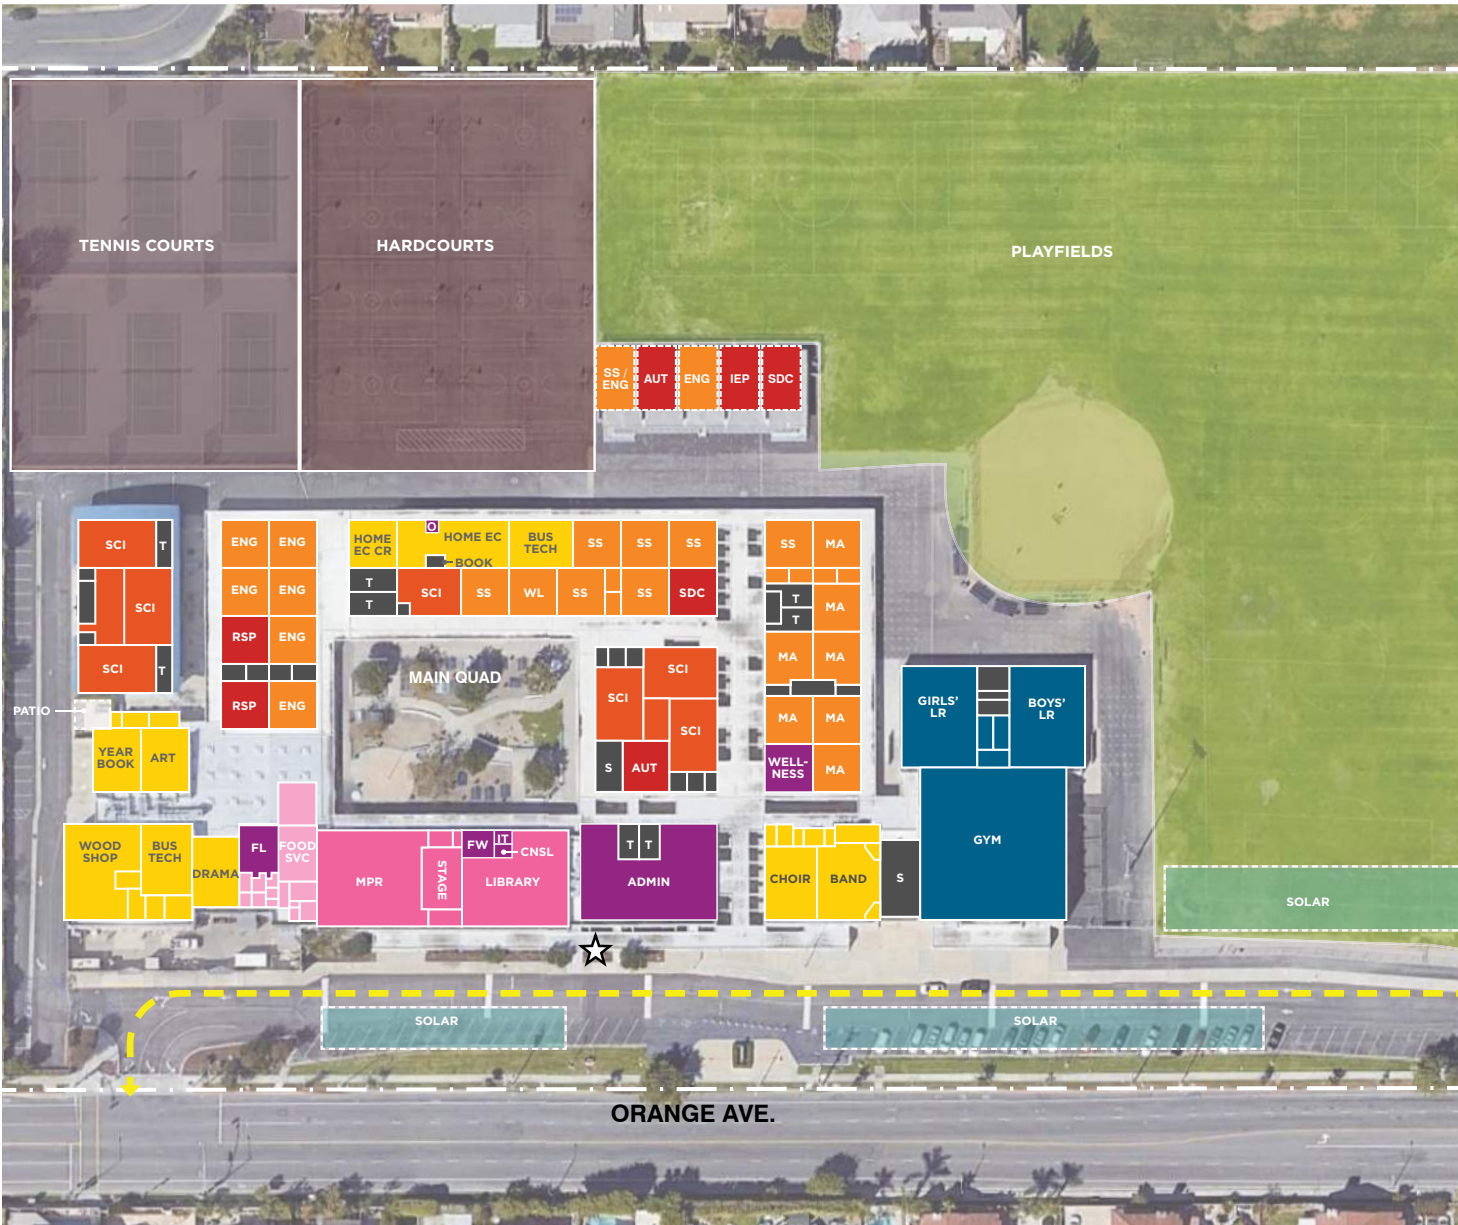 TENNIS COURTS
HARDCOURTS
PLAYFIELDS
SS /
ENG
AUT
ENG
IEP
SDC
SCI
T
SCI
SCI
T
ENG
ENG
ENG
ENG
RSP
ENG
RSP
ENG
HOME
EC CR
O
HOME EC
BOOK
BUS
TECH
SS
SS
SS
T
T
SCI
SS
WL
SS
SS
SDC
SS
MA
T
T
MA
MA
MA
MA
MA
WELL-
NESS
MA
MAIN QUAD
SCI
SCI
SCI
S
AUT
GIRLS'
LR
BOYS'
LR
GYM
PATIO
YEAR
BOOK
ART
WOOD
SHOP
BUS
TECH
DRAMA
FL
FOOD
SVC
MPR
STAGE
FW
IT
CNSL
LIBRARY
T
T
ADMIN
CHOIR
BAND
S
SOLAR
SOLAR
SOLAR
ORANGE AVE.